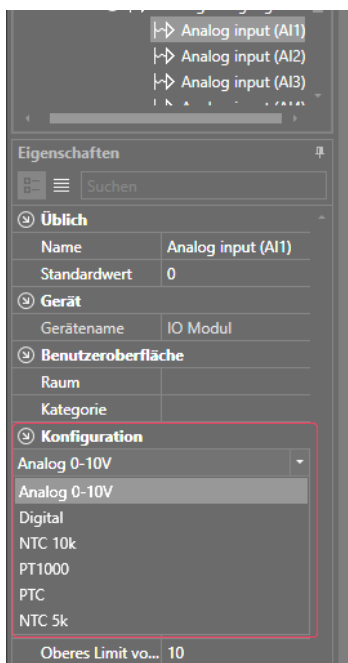 Analog input (AI1)
Analog input (AI2)
Analog input (AI3)
Eigenschaften
Suchen
Üblich
Name Analog input (AI1)
Standardwert 0
Gerät
Gerätename IO Modul
Benutzeroberfläche
Raum
Kategorie
Konfiguration
Analog 0-10V
Analog 0-10V
Digital
NTC 10k
PT1000
PTC
NTC 5k
Oberes Limit vo... 10